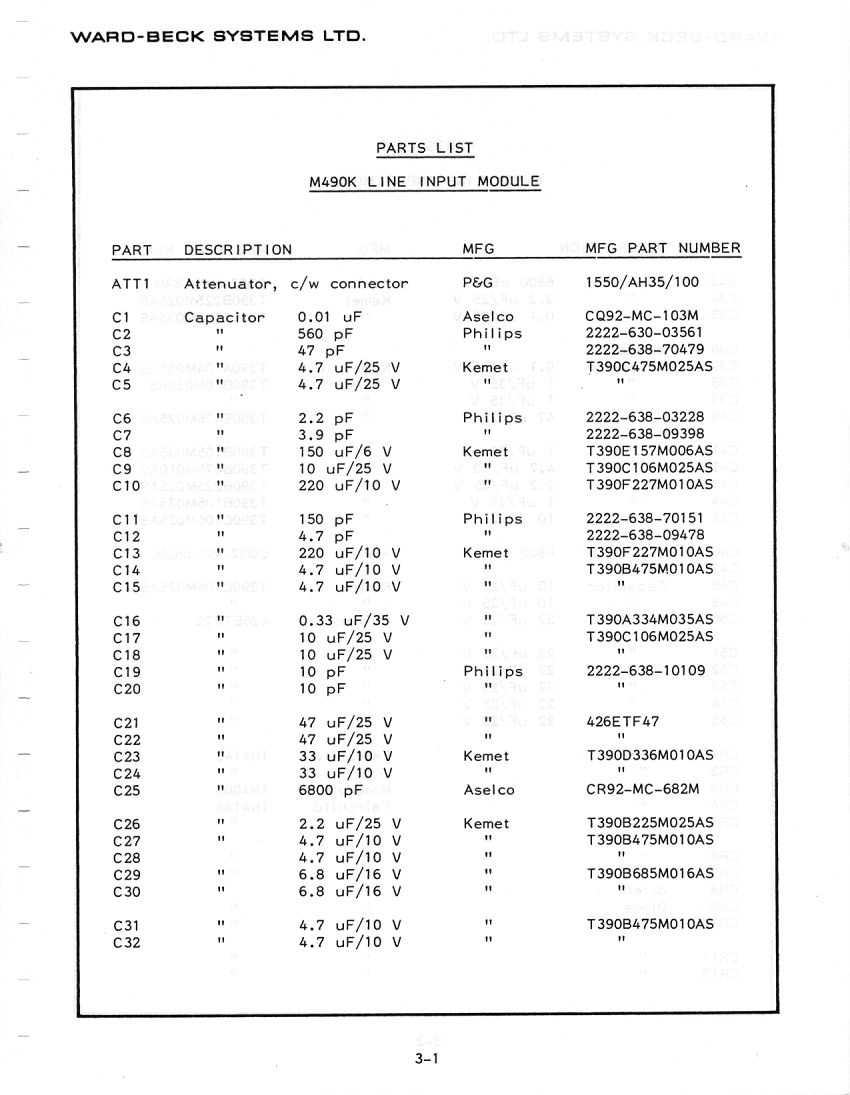 WARD-BECK SYSTEMS LTD.
PARTS LIST
M490K LINE INPUT MODULE
PART DESCRIPTION MFG MFG PART NUMBER
ATT1 Attenuator, c/w connector P&G 1550/AH35/100
C1 Capacitor 0.01 uF Aselco CQ92-MC-103M
C2 " 560 pF Philips 2222-630-03561
C3 " 47 pF " 2222-638-70479
C4 " 4.7 uF/25 V Kemet T390C475M025AS
C5 " 4.7 uF/25 V " "
C6 " 2.2 pF Philips 2222-638-03228
C7 " 3.9 pF " 2222-638-09398
C8 " 150 uF/6 V Kemet T390E157M006AS
C9 " 10 uF/25 V " T390C106M025AS
C10 " 220 uF/10 V " T390F227M010AS
C11 " 150 pF Philips 2222-638-70151
C12 " 4.7 pF " 2222-638-09478
C13 " 220 uF/10 V Kemet T390F227M010AS
C14 " 4.7 uF/10 V " T390B475M010AS
C15 " 4.7 uF/10 V " "
C16 " 0.33 uF/35 V " T390A334M035AS
C17 " 10 uF/25 V " T390C106M025AS
C18 " 10 uF/25 V " "
C19 " 10 pF Philips 2222-638-10109
C20 " 10 pF " "
C21 " 47 uF/25 V " 426ETF47
C22 " 47 uF/25 V " "
C23 " 33 uF/10 V Kemet T390D336M010AS
C24 " 33 uF/10 V " "
C25 " 6800 pF Aselco CR92-MC-682M
C26 " 2.2 uF/25 V Kemet T390B225M025AS
C27 " 4.7 uF/10 V " T390B475M010AS
C28 4.7 uF/10 V " "
C29 " 6.8 uF/16 V " T390B685M016AS
C30 " 6.8 uF/16 V " "
C31 " 4.7 uF/10 V " T390B475M010AS
C32 " 4.7 uF/10 V " "
3-1